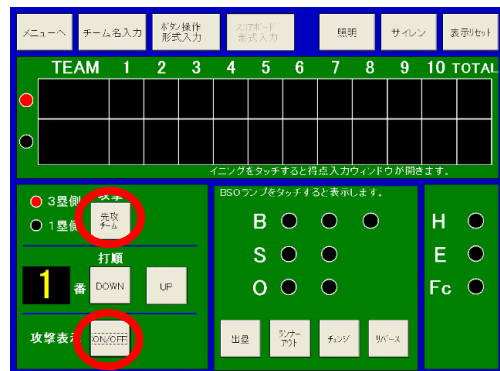 メニューへ
チーム名入力
ボタン操作
形式入力
スコアボード
形式入力
照明
サイレン
表示リセット
TEAM 1 2 3 4 5 6 7 8 9 10 TOTAL
イニングをタッチすると得点入力ウィンドウが開きます。
3塁側
1塁側
攻撃
先攻
チーム
打順
1 番
DOWN
UP
攻撃表示
ON/OFF
BSOランプをタッチすると表示します。
B
S
O
出塁
ランナー
アウト
チェンジ
リバース
H
E
Fc